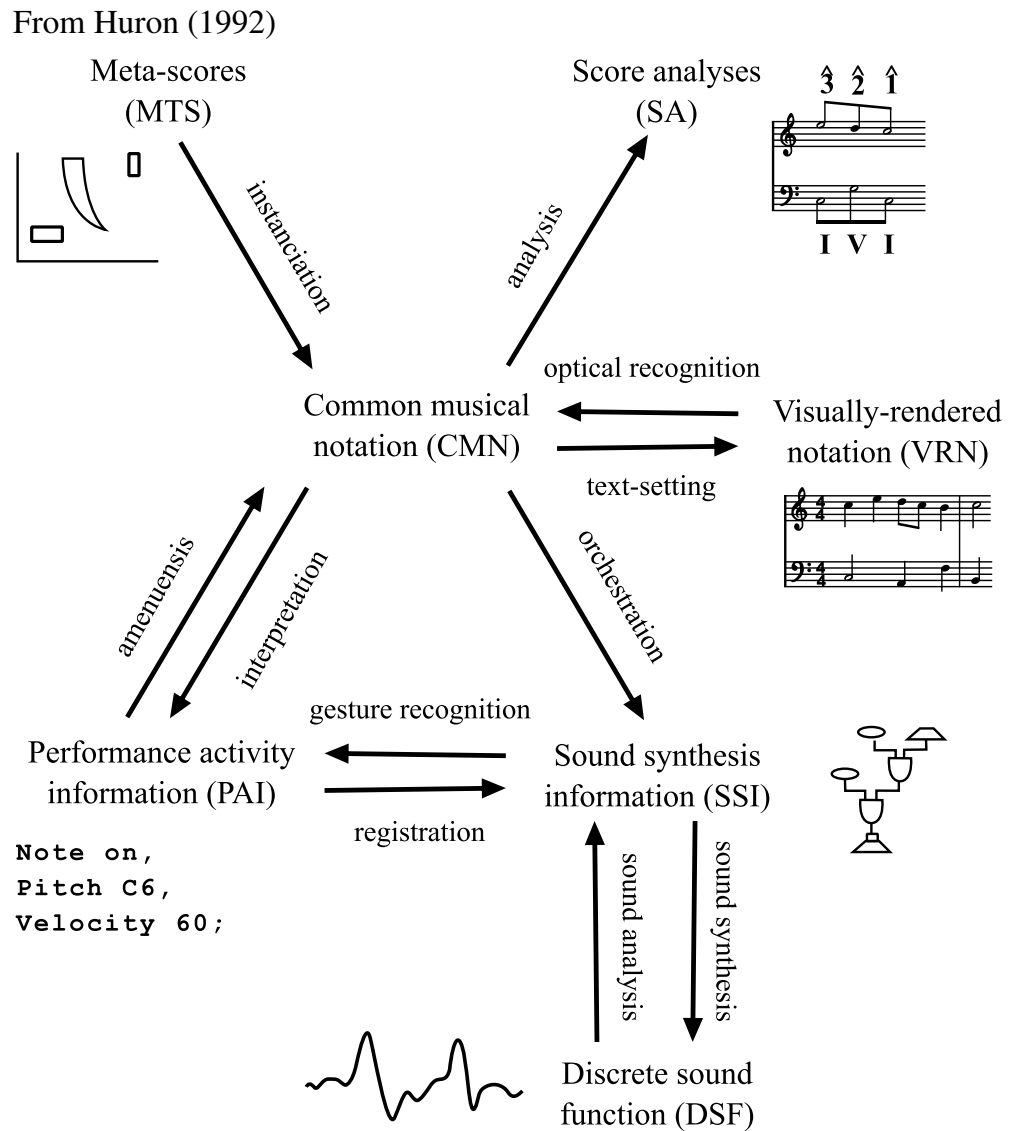 From Huron (1992)
Meta-scores
(MTS)
Score analyses
(SA)
3̂ 2̂ 1̂
I V I
instanciation
analysis
optical recognition
Common musical
notation (CMN)
Visually-rendered
notation (VRN)
text-setting
4 4
4 4
amenuensis
interpretation
orchestration
gesture recognition
Performance activity
information (PAI)
Sound synthesis
information (SSI)
registration
Note on,
Pitch C6,
Velocity 60;
sound analysis
sound synthesis
Discrete sound
function (DSF)